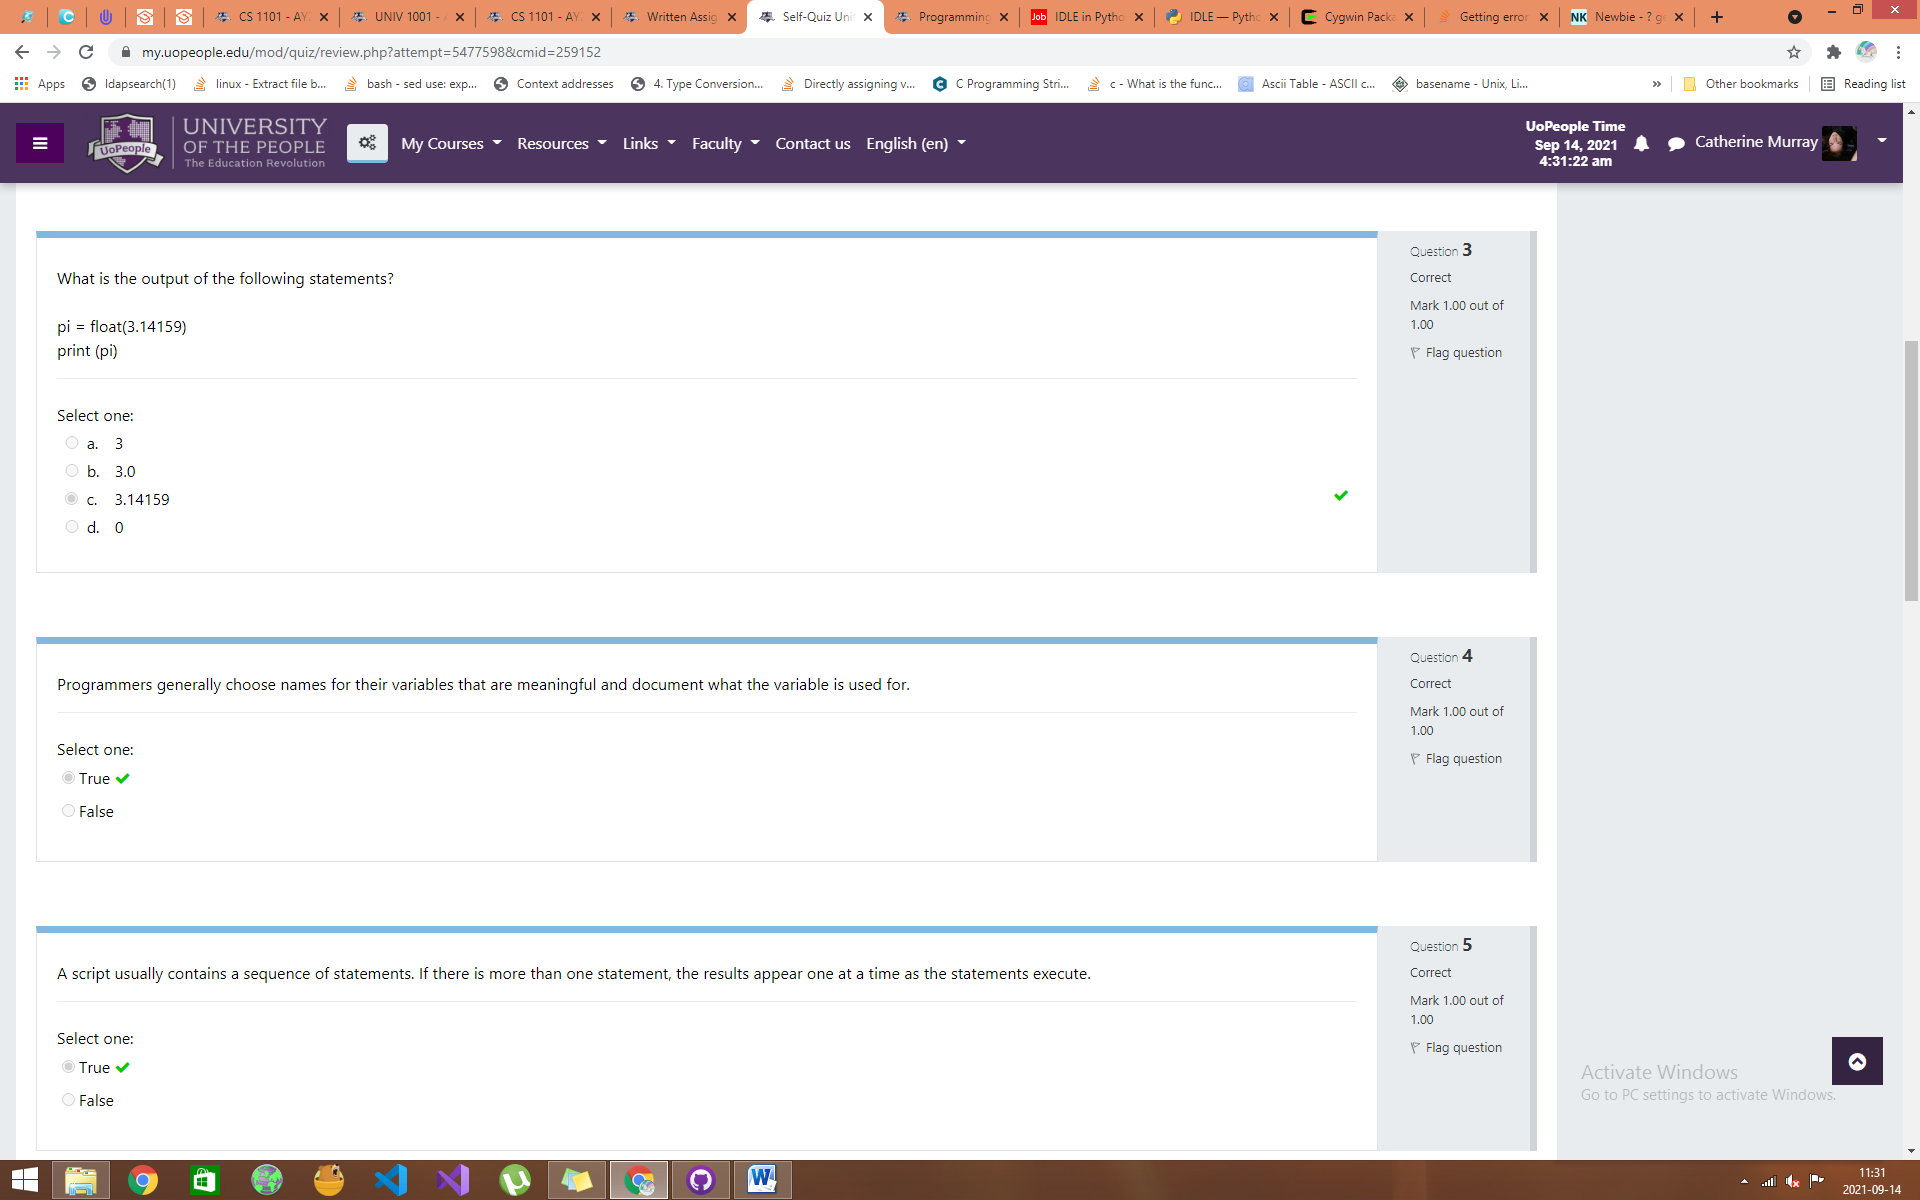 CS 1101 - AY
UNIV 1001 -
CS 1101 - AY
Written Assig
Self-Quiz Uni
Programming
Job
IDLE in Pytho
IDLE — Pytho
Cygwin Packa
Getting error
NK
Newbie - ? g
my.uopeople.edu/mod/quiz/review.php?attempt=5477598&cmid=259152
Apps
ldapsearch(1)
linux - Extract file b...
bash - sed use: exp...
Context addresses
4. Type Conversion...
Directly assigning v...
C Programming Stri...
c - What is the func...
Ascii Table - ASCII c...
basename - Unix, Li...
»
Other bookmarks
Reading list
UoPeople
UNIVERSITY
OF THE PEOPLE
The Education Revolution
My Courses
Resources
Links
Faculty
Contact us
English (en)
UoPeople Time
Sep 14, 2021
4:31:22 am
Catherine Murray
Question 3
Correct
Mark 1.00 out of
1.00
Flag question
What is the output of the following statements?
pi = float(3.14159)
print (pi)
Select one:
a. 3
b. 3.0
c. 3.14159
d. 0
Question 4
Correct
Mark 1.00 out of
1.00
Flag question
Programmers generally choose names for their variables that are meaningful and document what the variable is used for.
Select one:
True
False
Question 5
Correct
Mark 1.00 out of
1.00
Flag question
A script usually contains a sequence of statements. If there is more than one statement, the results appear one at a time as the statements execute.
Select one:
True
False
Activate Windows
Go to PC settings to activate Windows.
11:31
2021-09-14